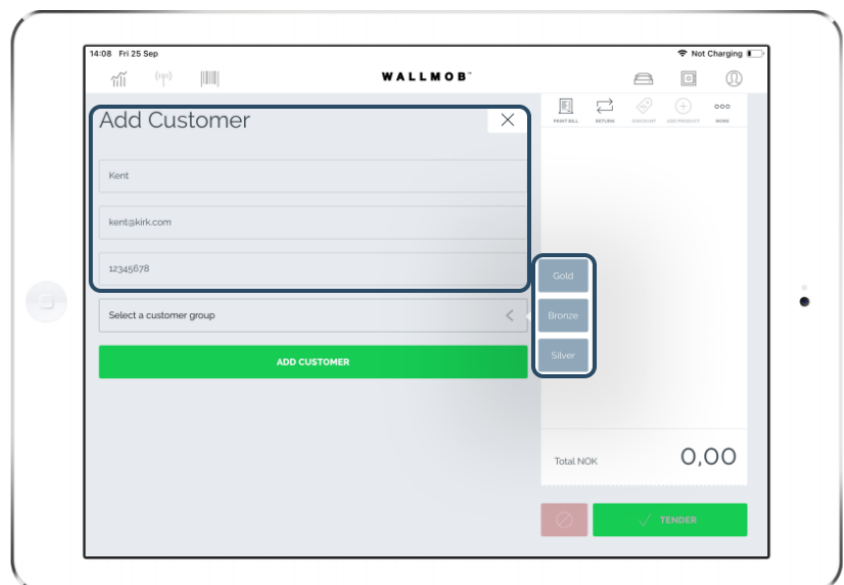 14:08 Fri 25 Sep
Not Charging
WALLMOB
Add Customer
PRINT BILL
RETURN
DISCOUNT
ADD PRODUCT
MORE
Kent
kent@kirk.com
12345678
Gold
Select a customer group
Bronze
Silver
ADD CUSTOMER
Total NOK
0,00
TENDER